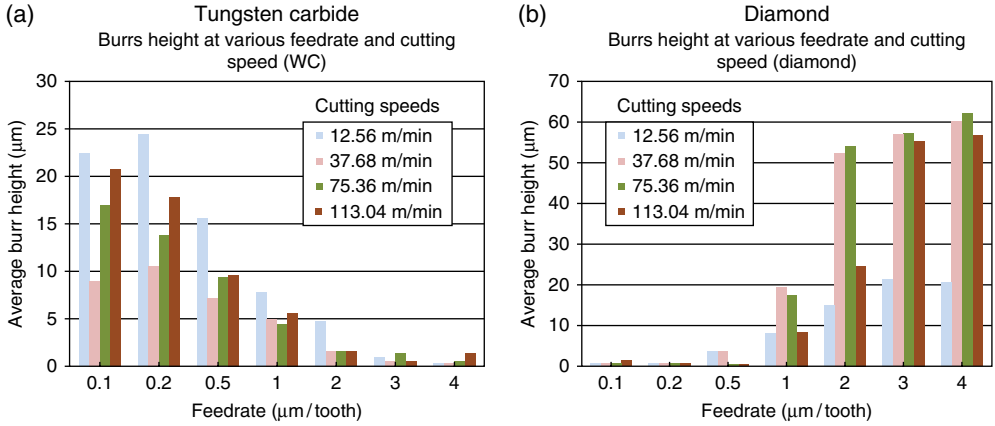 (a)
Tungsten carbide
Burrs height at various feedrate and cutting
speed (WC)
Average burr height (μm)
30
25
20
15
10
5
0
Cutting speeds
12.56 m/min
37.68 m/min
75.36 m/min
113.04 m/min
0.1 0.2 0.5 1 2 3 4
Feedrate (μm/tooth)
(b)
Diamond
Burrs height at various feedrate and cutting
speed (diamond)
Average burr height (μm)
70
60
50
40
30
20
10
0
Cutting speeds
12.56 m/min
37.68 m/min
75.36 m/min
113.04 m/min
0.1 0.2 0.5 1 2 3 4
Feedrate (μm/tooth)